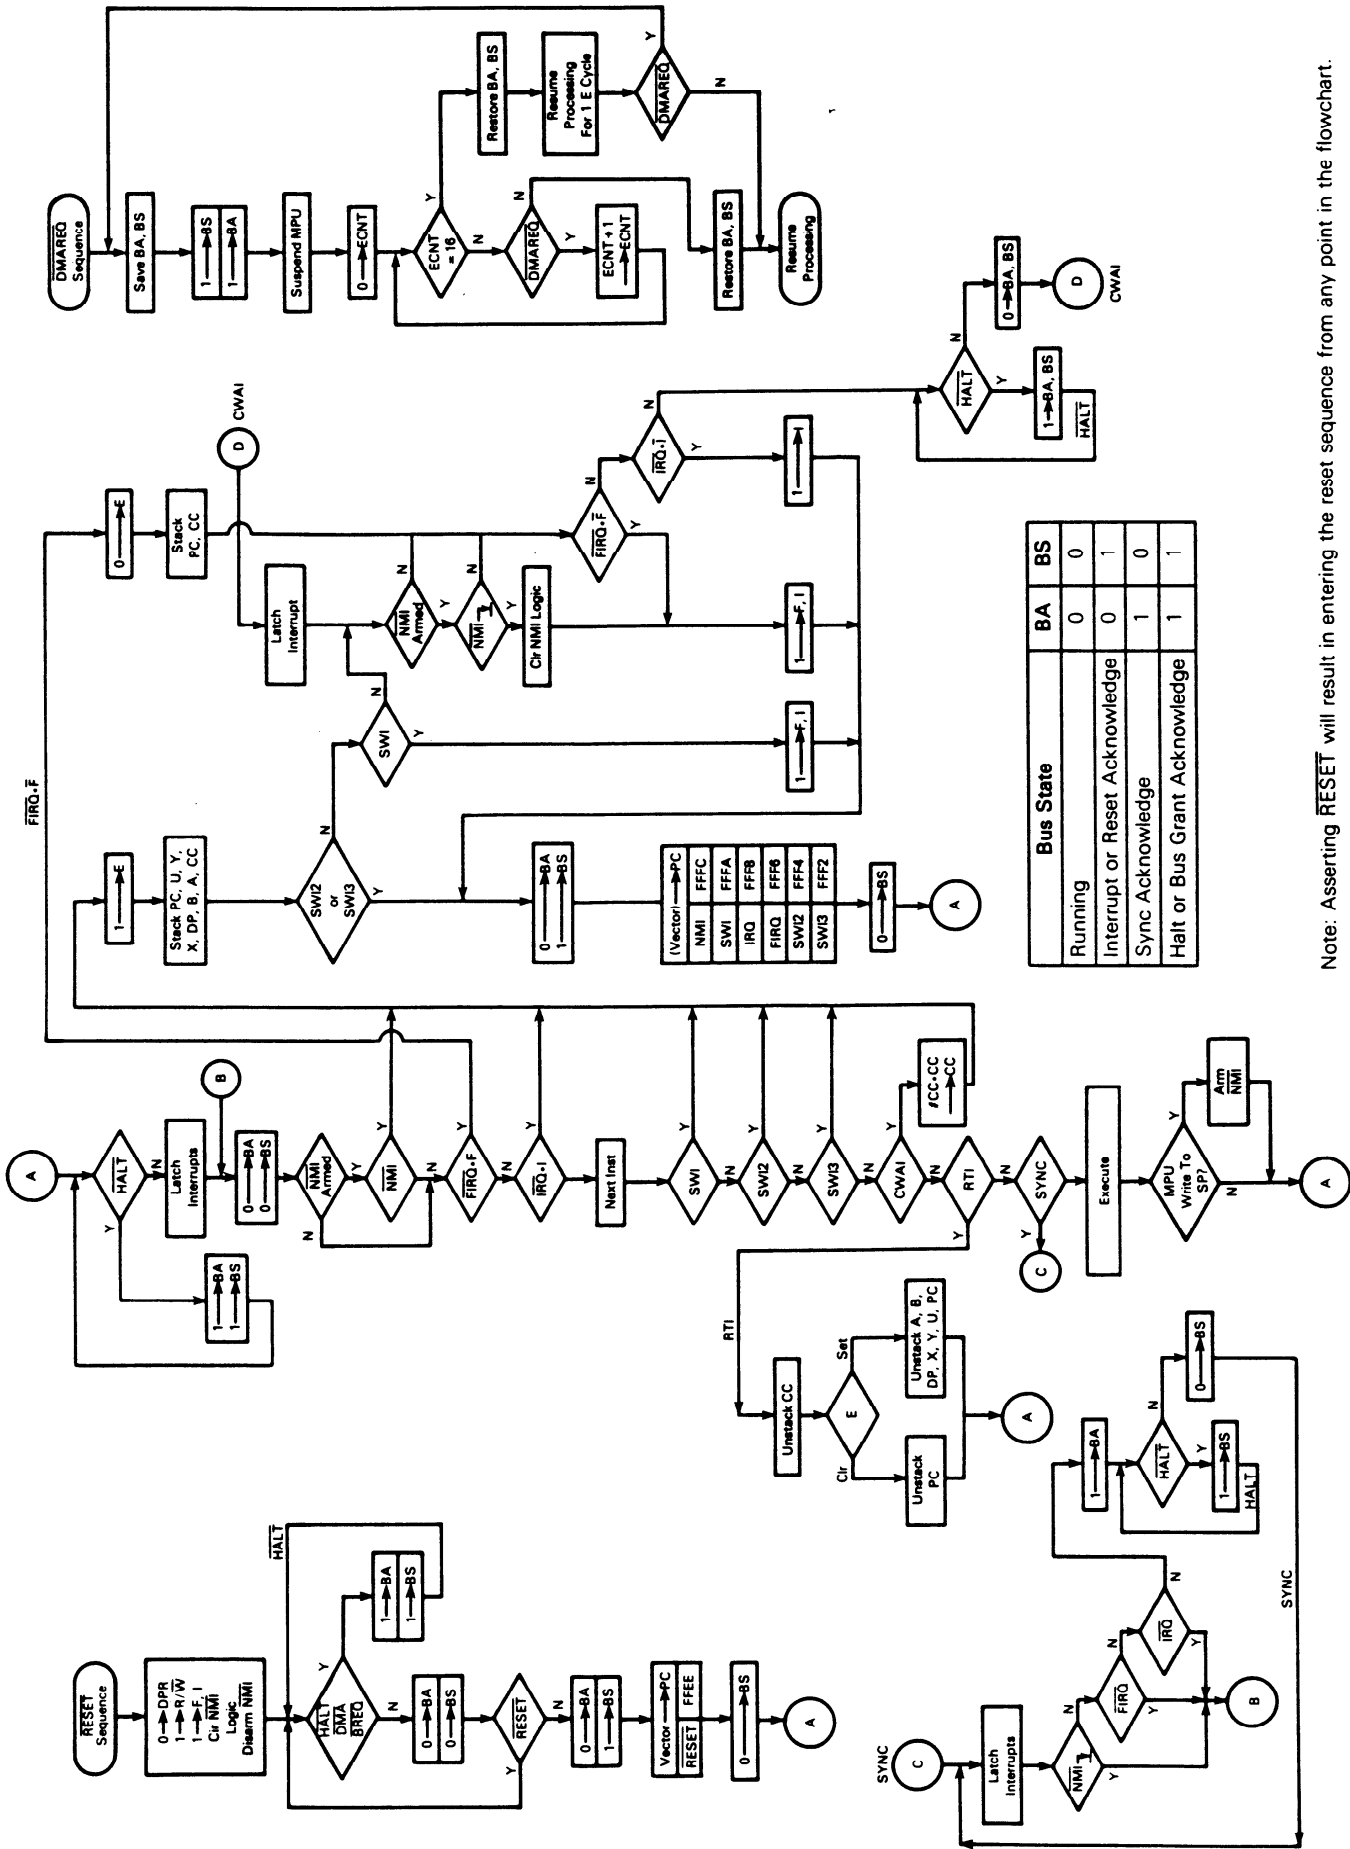 RESET
Sequence
0→DPR
1→R/W
1→F, I
Clr NMI
Logic
Disarm NMI
HALT
DMA
BREQ
Y
N
HALT
1→BA
1→BS
0→BA
0→BS
RESET
Y
N
0→BA
1→BS
Vector→PC
RESET FFEE
0→BS
A
A
HALT
Y
N
1→BA
1→BS
Latch
Interrupts
B
0→BA
0→BS
NMI
Armed
N
Y
NMI
Y
N
FIRQ•F
Y
N
IRQ•I
Y
N
Next Inst
SWI
Y
N
SWI2
Y
N
SWI3
Y
N
CWAI
Y
N
#CC•CC
→CC
RTI
Y
N
SYNC
Y
N
C
Execute
MPU
Write To
SP?
Y
N
Arm
NMI
A
RTI
Unstack CC
E
Clr
Set
Unstack
PC
Unstack A, B,
DP, X, Y, U, PC
A
SYNC
C
Latch
Interrupts
NMI
N
Y
FIRQ
N
Y
IRQ
N
Y
B
1→BA
HALT
N
Y
1→BS
HALT
0→BS
SYNC
FIRQ•F
1→E
Stack PC, U, Y,
X, DP, B, A, CC
SWI2
or
SWI3
N
Y
0→BA
1→BS
(Vector)→PC
NMI FFFC
SWI FFFA
IRQ FFF8
FIRQ FFF6
SWI2 FFF4
SWI3 FFF2
0→BS
A
SWI
N
Y
1→F, I
0→E
Stack
PC, CC
D
CWAI
Latch
Interrupt
NMI
Armed
N
Y
NMI
N
Y
Clr NMI Logic
1→F, I
FIRQ•F
N
Y
IRQ•I
N
Y
1→I
HALT
N
Y
1→BA, BS
HALT
0→BA, BS
D
CWAI
DMAREQ
Sequence
Save BA, BS
1→BS
1→BA
Suspend MPU
0→ECNT
ECNT
= 16
Y
N
DMAREQ
N
Y
ECNT + 1
→ECNT
Restore BA, BS
Resume
Processing
For 1 E Cycle
DMAREQ
Y
N
Restore BA, BS
Resume
Processing
Bus State BA BS
Running 0 0
Interrupt or Reset Acknowledge 0 1
Sync Acknowledge 1 0
Halt or Bus Grant Acknowledge 1 1
Note: Asserting RESET will result in entering the reset sequence from any point in the flowchart.